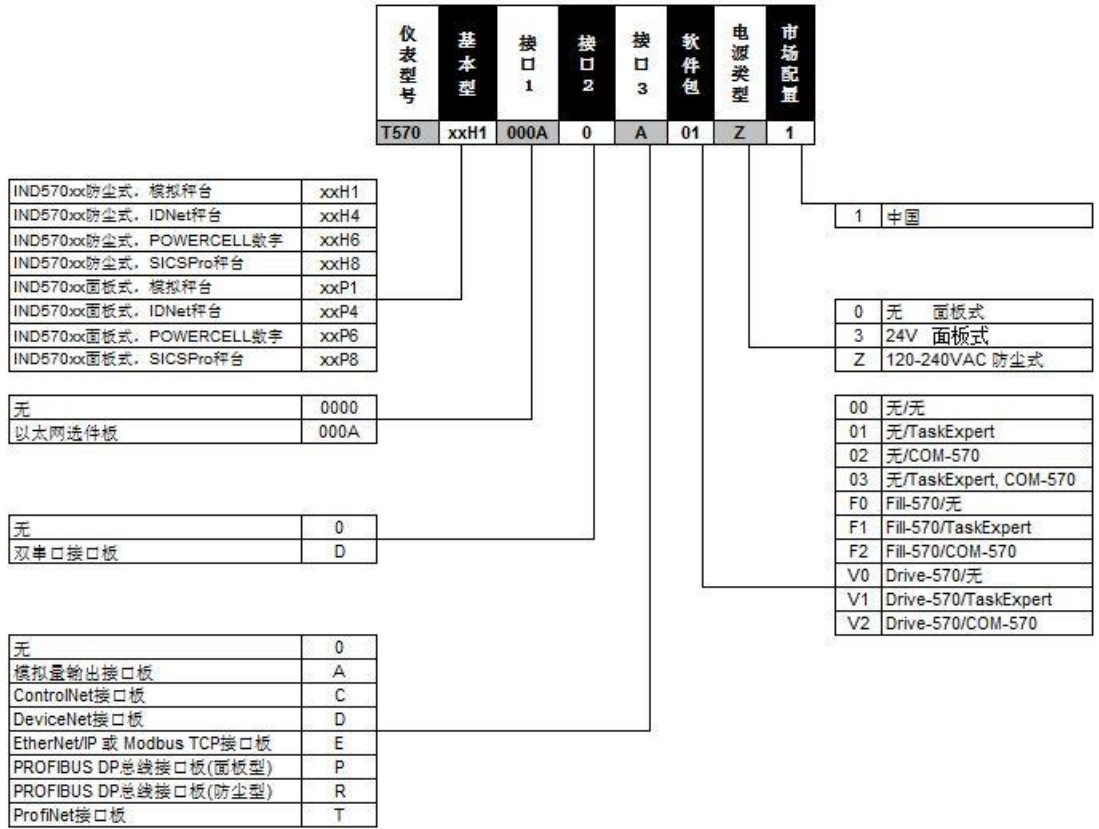 仪表型号 基本型 接口1 接口2 接口3 软件包 电源类型 市场配置
T570 xxH1 000A 0 A 01 Z 1
IND570xx防尘式，模拟秤台 xxH1
IND570xx防尘式，IDNet秤台 xxH4
IND570xx防尘式，POWERCELL数字 xxH6
IND570xx防尘式，SICSPro秤台 xxH8
IND570xx面板式，模拟秤台 xxP1
IND570xx面板式，IDNet秤台 xxP4
IND570xx面板式，POWERCELL数字 xxP6
IND570xx面板式，SICSPro秤台 xxP8
无 0000
以太网选件板 000A
无 0
双串口接口板 D
无 0
模拟量输出接口板 A
ControlNet接口板 C
DeviceNet接口板 D
EtherNet/IP 或 Modbus TCP接口板 E
PROFIBUS DP总线接口板(面板型) P
PROFIBUS DP总线接口板(防尘型) R
ProfiNet接口板 T
1 中国
0 无 面板式
3 24V 面板式
Z 120-240VAC 防尘式
00 无/无
01 无/TaskExpert
02 无/COM-570
03 无/TaskExpert, COM-570
F0 Fill-570/无
F1 Fill-570/TaskExpert
F2 Fill-570/COM-570
V0 Drive-570/无
V1 Drive-570/TaskExpert
V2 Drive-570/COM-570